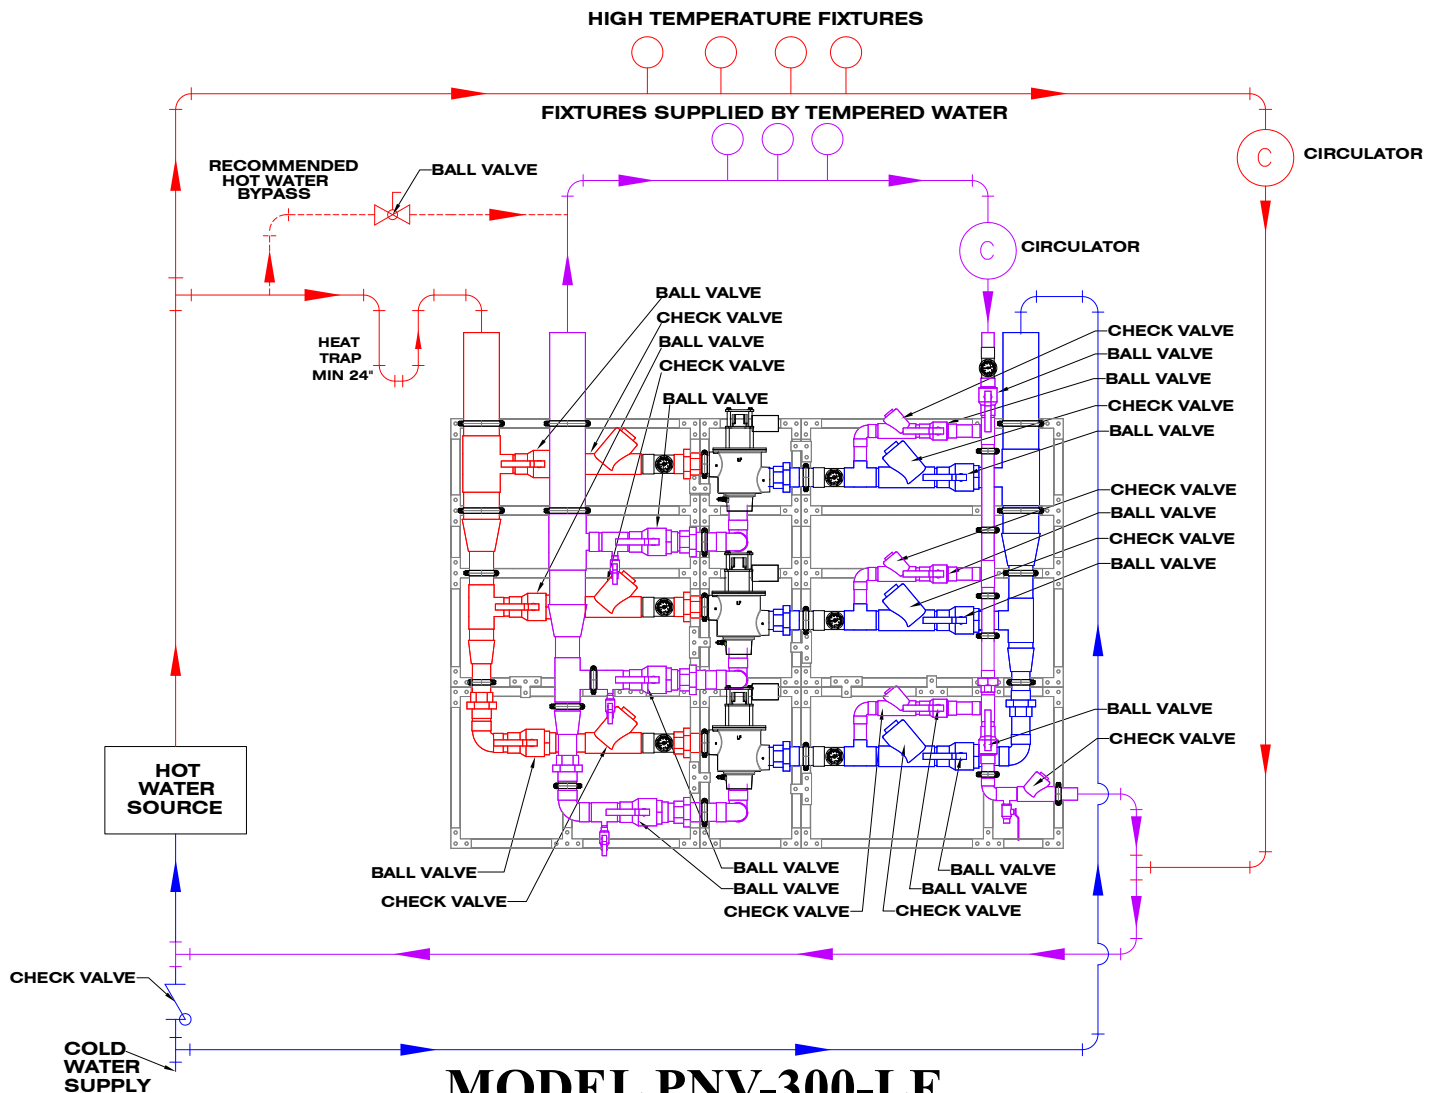 HIGH TEMPERATURE FIXTURES
FIXTURES SUPPLIED BY TEMPERED WATER
C
CIRCULATOR
RECOMMENDED
HOT WATER
BYPASS
BALL VALVE
C
CIRCULATOR
BALL VALVE
CHECK VALVE
BALL VALVE
CHECK VALVE
BALL VALVE
HEAT
TRAP
MIN 24"
CHECK VALVE
BALL VALVE
BALL VALVE
CHECK VALVE
BALL VALVE
CHECK VALVE
BALL VALVE
CHECK VALVE
BALL VALVE
BALL VALVE
CHECK VALVE
HOT
WATER
SOURCE
BALL VALVE
CHECK VALVE
BALL VALVE
BALL VALVE
CHECK VALVE
BALL VALVE
BALL VALVE
CHECK VALVE
CHECK VALVE
COLD
WATER
SUPPLY
MODEL PNV-300-LF